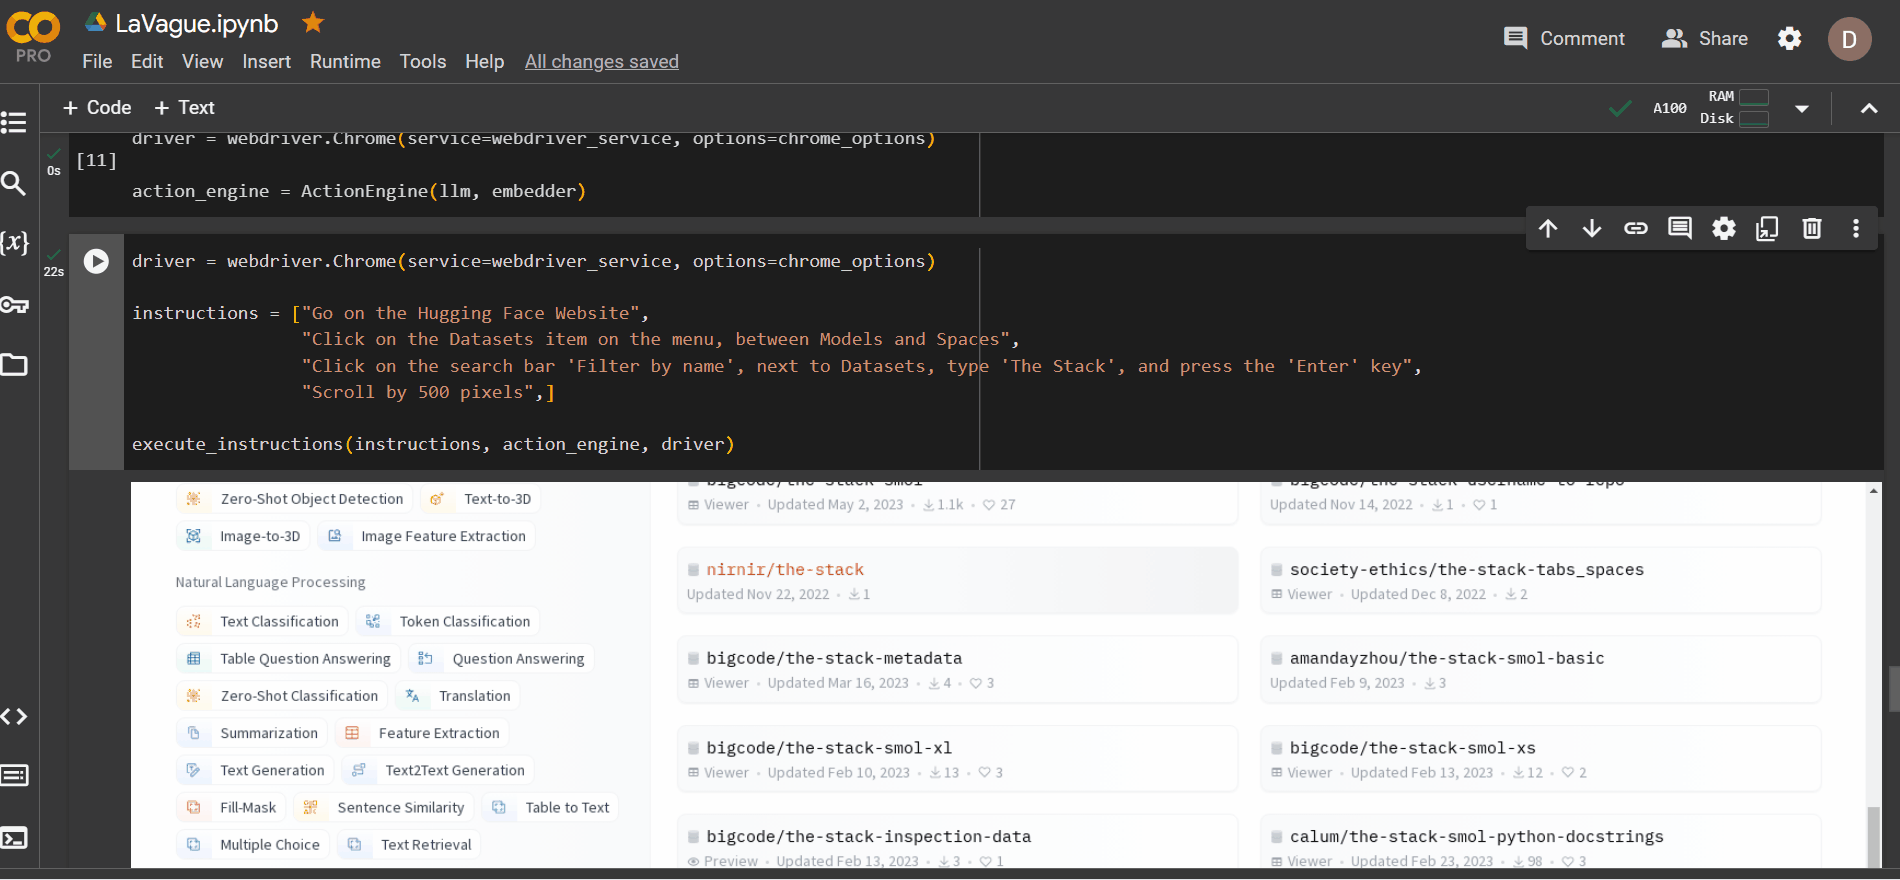 LaVague.ipynb
PRO
File Edit View Insert Runtime Tools Help All changes saved
Comment Share D
+ Code + Text
A100 RAM Disk
driver = webdriver.Chrome(service=webdriver_service, options=chrome_options)
[11]
0s
action_engine = ActionEngine(llm, embedder)
{x}
22s
driver = webdriver.Chrome(service=webdriver_service, options=chrome_options)
instructions = ["Go on the Hugging Face Website",
"Click on the Datasets item on the menu, between Models and Spaces",
"Click on the search bar 'Filter by name', next to Datasets, type 'The Stack', and press the 'Enter' key",
"Scroll by 500 pixels",]
execute_instructions(instructions, action_engine, driver)
Zero-Shot Object Detection Text-to-3D
Image-to-3D Image Feature Extraction
Natural Language Processing
Text Classification Token Classification
Table Question Answering Question Answering
Zero-Shot Classification Translation
Summarization Feature Extraction
Text Generation Text2Text Generation
Fill-Mask Sentence Similarity Table to Text
Multiple Choice Text Retrieval
bigcode/the-stack-smol
Viewer • Updated May 2, 2023 • 1.1k • 27
bigcode/the-stack-username-to-repo
Updated Nov 14, 2022 • 1 • 1
nirnir/the-stack
Updated Nov 22, 2022 • 1
society-ethics/the-stack-tabs_spaces
Viewer • Updated Dec 8, 2022 • 2
bigcode/the-stack-metadata
Viewer • Updated Mar 16, 2023 • 4 • 3
amandayzhou/the-stack-smol-basic
Updated Feb 9, 2023 • 3
bigcode/the-stack-smol-xl
Viewer • Updated Feb 10, 2023 • 13 • 3
bigcode/the-stack-smol-xs
Viewer • Updated Feb 13, 2023 • 12 • 2
bigcode/the-stack-inspection-data
Preview • Updated Feb 13, 2023 • 3 • 1
calum/the-stack-smol-python-docstrings
Viewer • Updated Feb 23, 2023 • 98 • 3